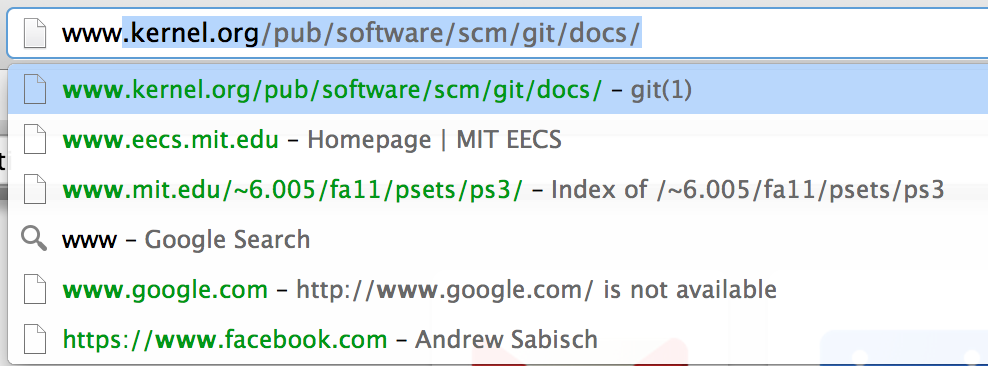 www.kernel.org/pub/software/scm/git/docs/
www.kernel.org/pub/software/scm/git/docs/ – git(1)
www.eecs.mit.edu – Homepage | MIT EECS
www.mit.edu/~6.005/fa11/psets/ps3/ – Index of /~6.005/fa11/psets/ps3
www – Google Search
www.google.com – http://www.google.com/ is not available
https://www.facebook.com – Andrew Sabisch